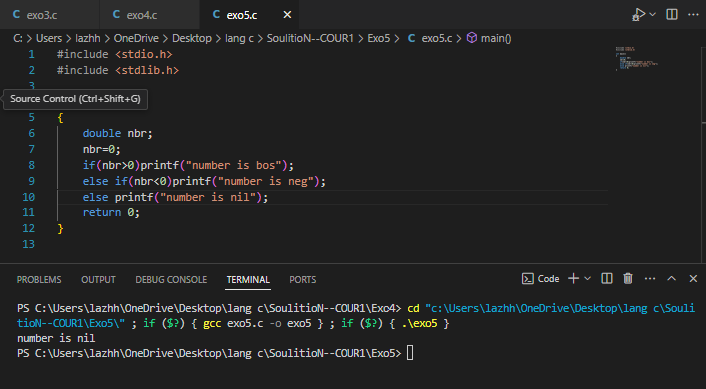 C exo3.c C exo4.c C exo5.c ×
C: > Users > lazhh > OneDrive > Desktop > lang c > SoulitioN--COUR1 > Exo5 > C exo5.c > main()
1 #include <stdio.h>
2 #include <stdlib.h>
3
Source Control (Ctrl+Shift+G)
5 {
6 double nbr;
7 nbr=0;
8 if(nbr>0)printf("number is bos");
9 else if(nbr<0)printf("number is neg");
10 else printf("number is nil");
11 return 0;
12 }
13
PROBLEMS OUTPUT DEBUG CONSOLE TERMINAL PORTS Code
PS C:\Users\lazhh\OneDrive\Desktop\lang c\SoulitioN--COUR1\Exo4> cd "c:\Users\lazhh\OneDrive\Desktop\lang c\Souli
tioN--COUR1\Exo5\" ; if ($?) { gcc exo5.c -o exo5 } ; if ($?) { .\exo5 }
number is nil
PS C:\Users\lazhh\OneDrive\Desktop\lang c\SoulitioN--COUR1\Exo5>